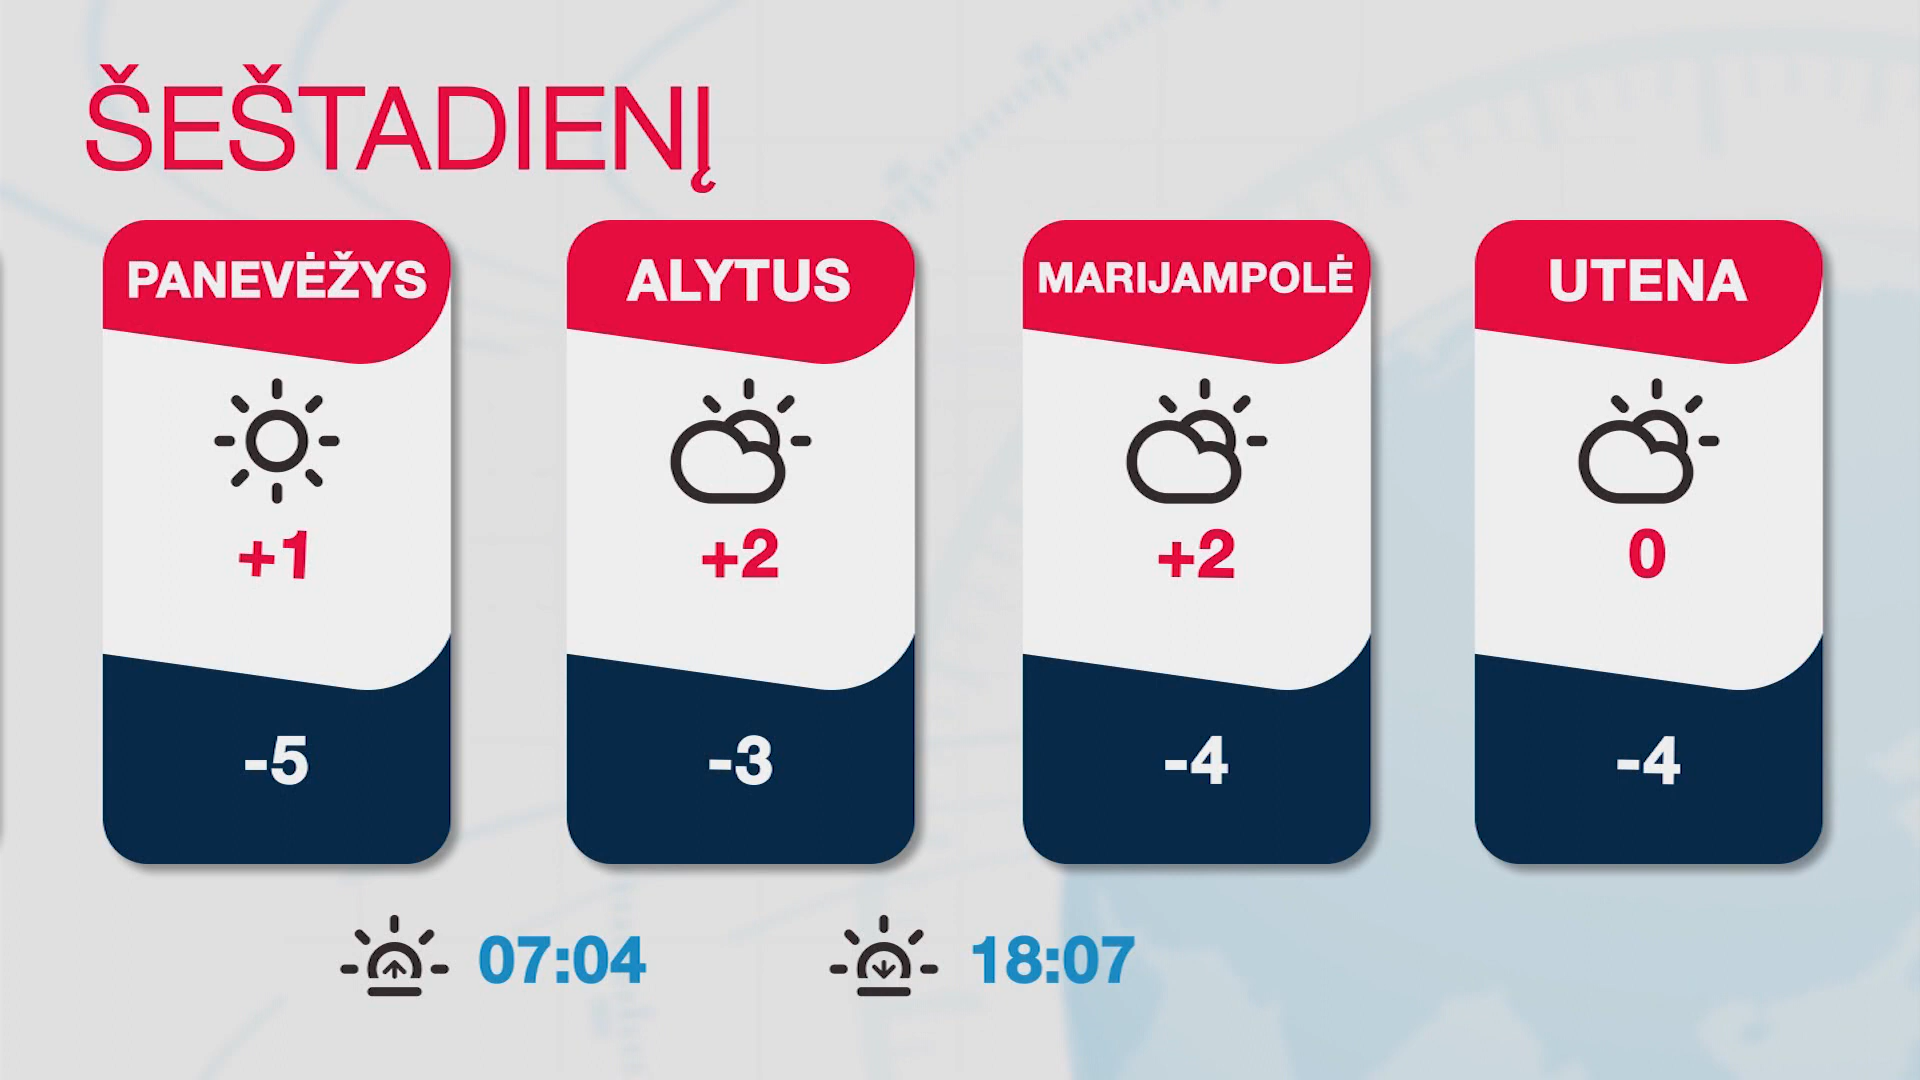 ŠEŠTADIENĮ
PANEVĖŽYS
ALYTUS
MARIJAMPOLĖ
UTENA
+1
+2
+2
0
-5
-3
-4
-4
07:04
18:07